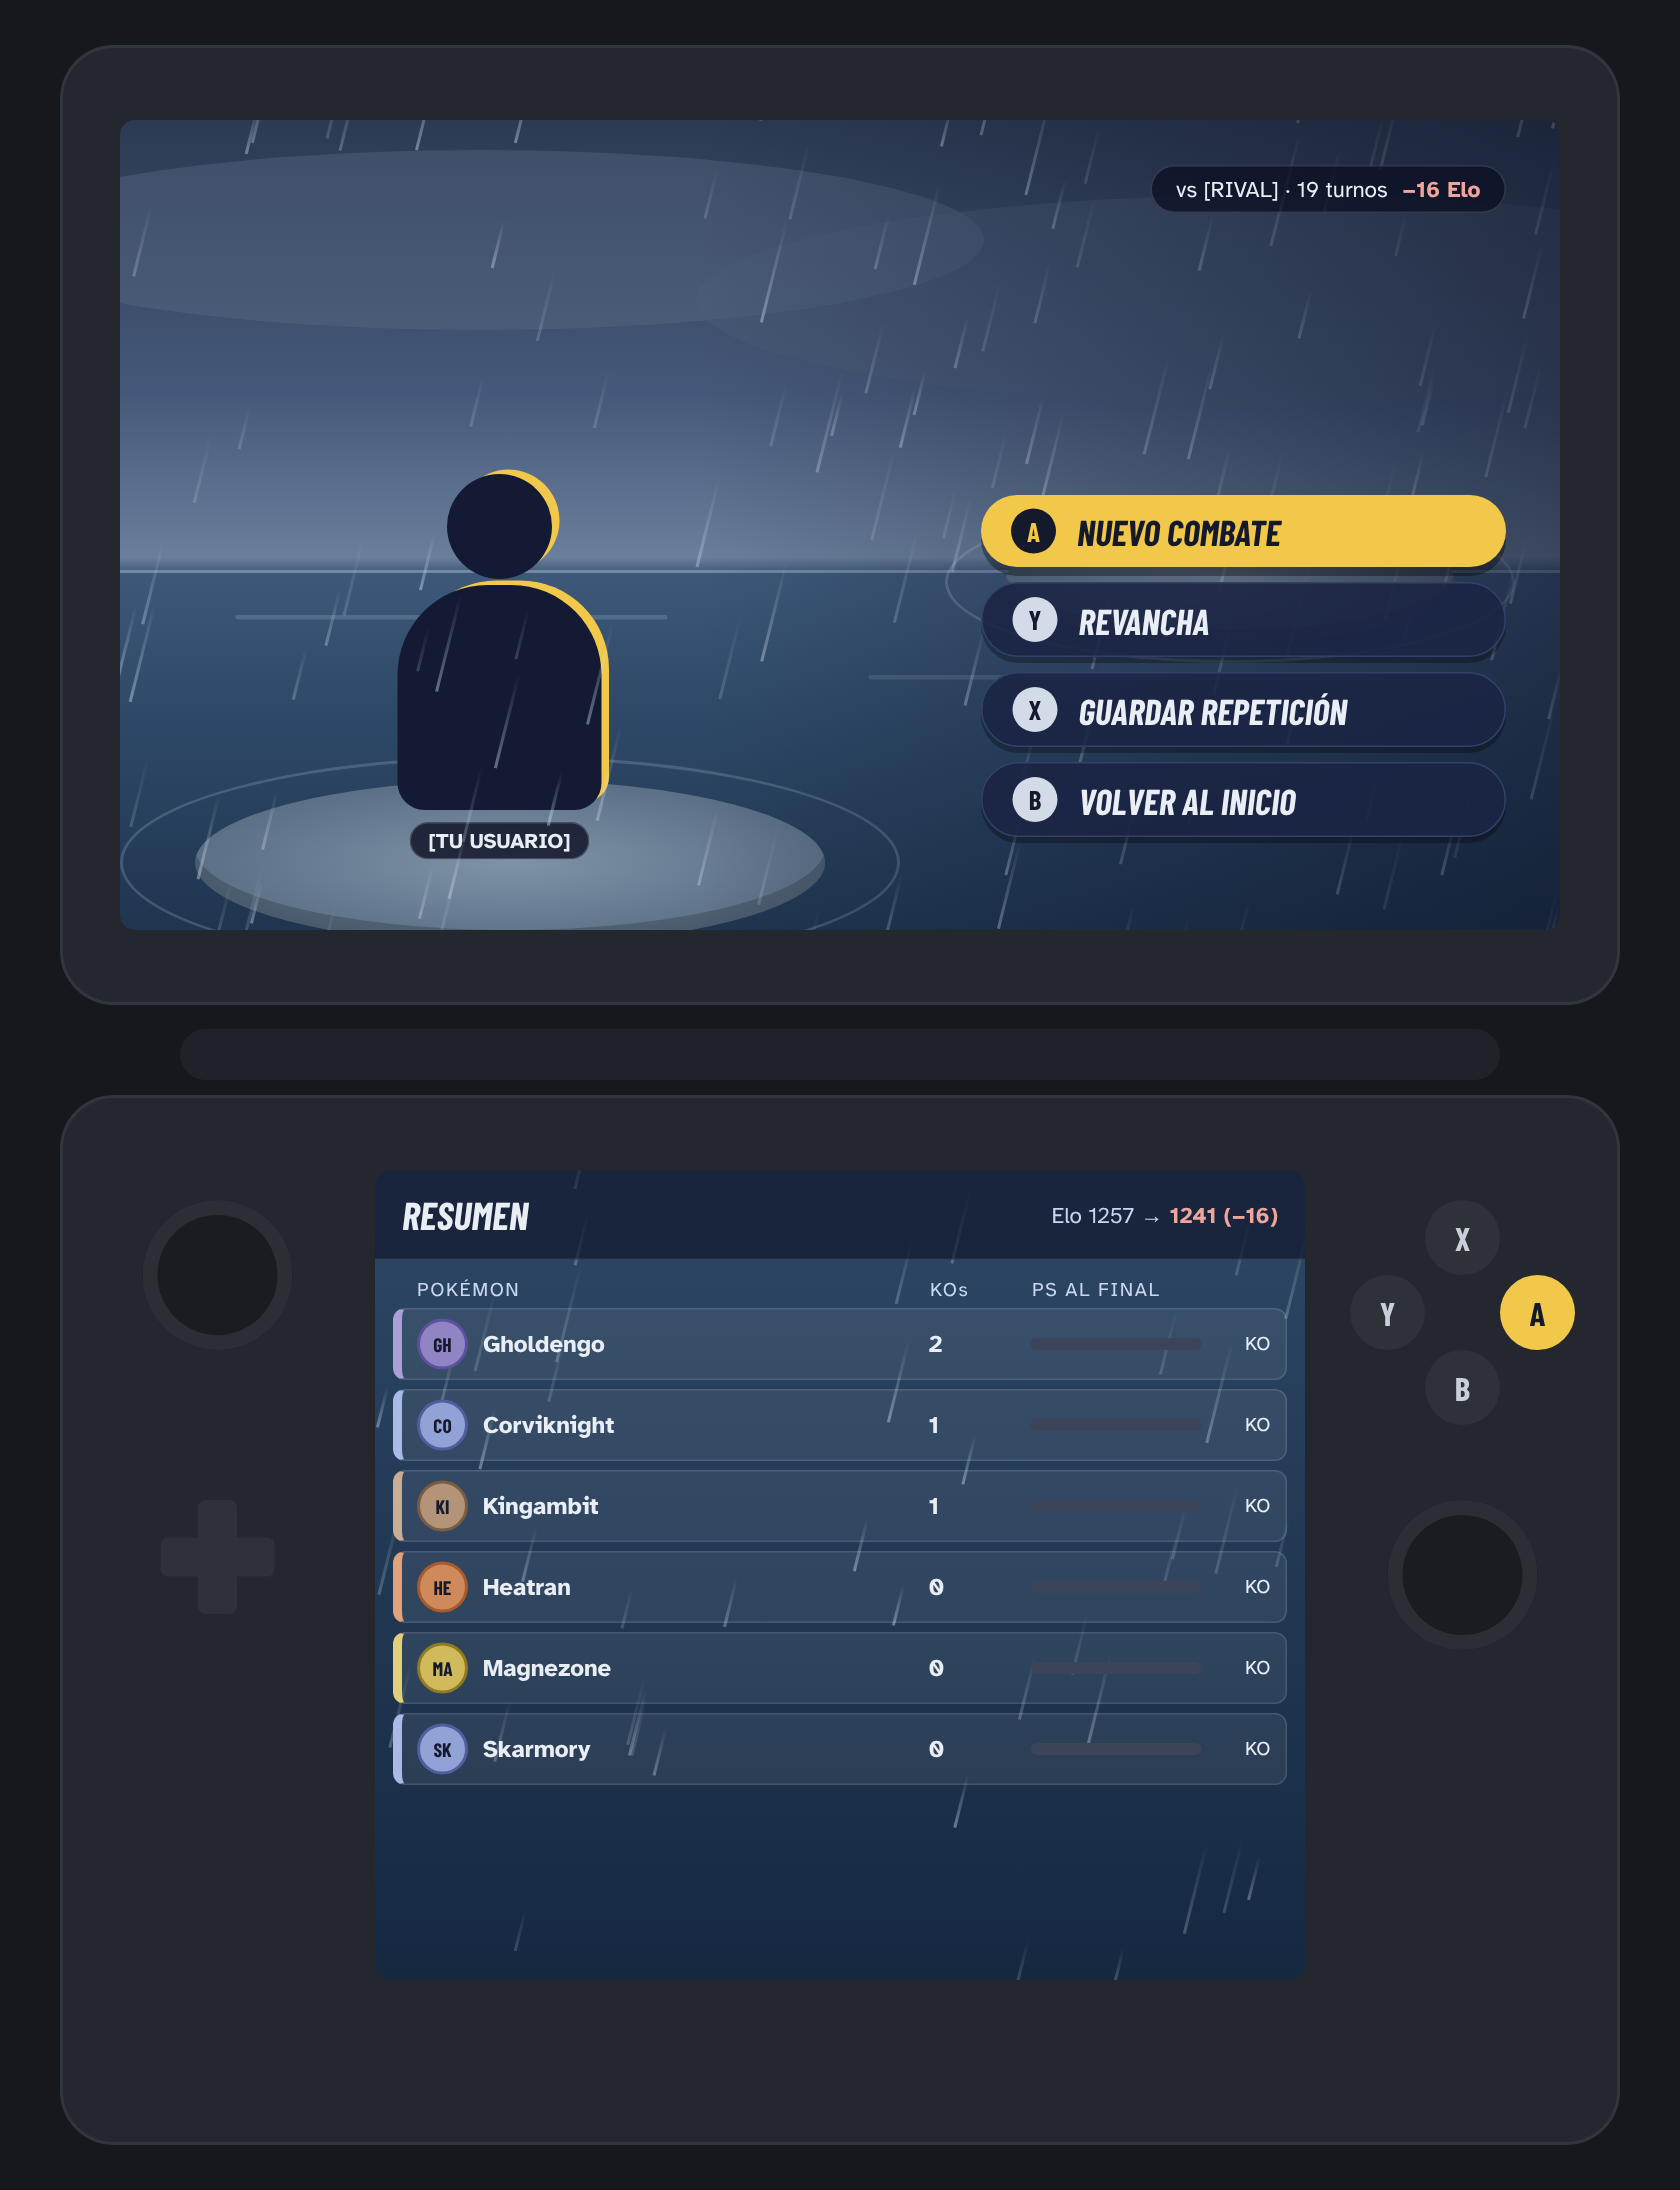 vs [RIVAL] · 19 turnos −16 Elo
A NUEVO COMBATE
Y REVANCHA
X GUARDAR REPETICIÓN
B VOLVER AL INICIO
[TU USUARIO]
RESUMEN
Elo 1257 → 1241 (−16)
POKÉMON KOs PS AL FINAL
GH Gholdengo 2 KO
CO Corviknight 1 KO
KI Kingambit 1 KO
HE Heatran 0 KO
MA Magnezone 0 KO
SK Skarmory 0 KO
X
Y A
B